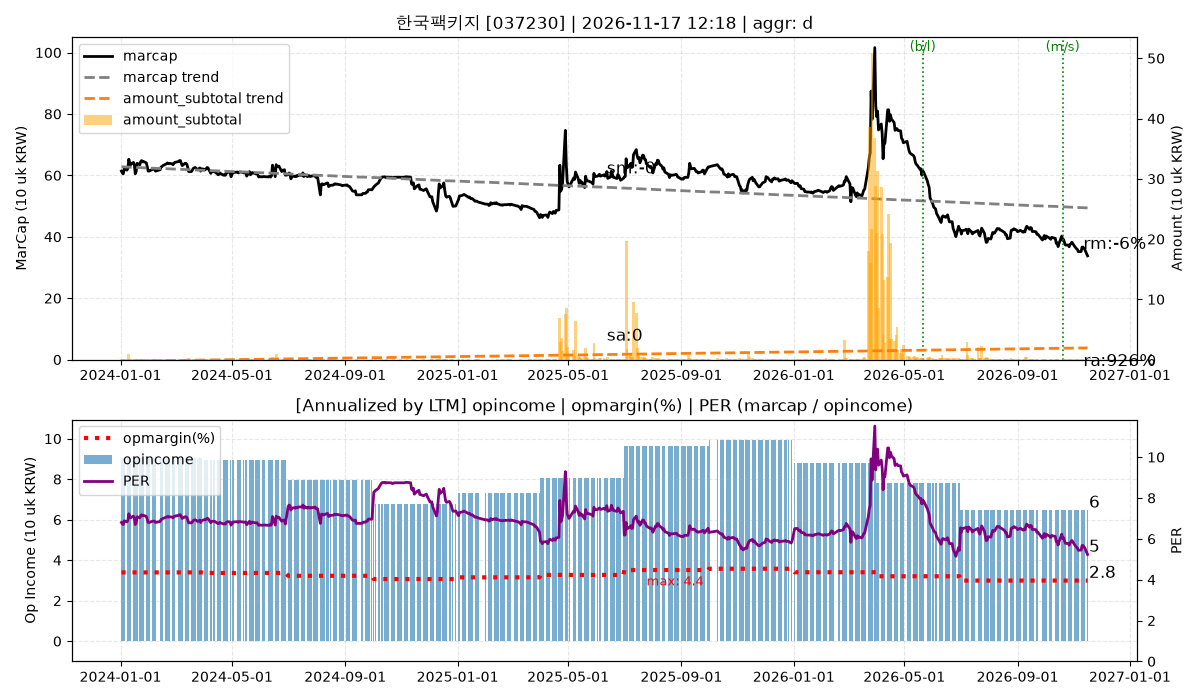 한국팩키지 [037230] | 2026-11-17 12:18 | aggr: d
marcap
marcap trend
amount_subtotal trend
amount_subtotal
(b/l)
(m/s)
100
80
60
40
20
0
50
40
30
20
10
0
MarCap (10 uk KRW)
Amount (10 uk KRW)
snr:-0
sa:0
rm:-6%
ra:926%
2024-01-01
2024-05-01
2024-09-01
2025-01-01
2025-05-01
2025-09-01
2026-01-01
2026-05-01
2026-09-01
2027-01-01
[Annualized by LTM] opincome | opmargin(%) | PER (marcap / opincome)
opmargin(%)
opincome
PER
10
8
6
4
2
0
10
8
6
4
2
0
Op Income (10 uk KRW)
PER
max: 4.4
6
5
2.8
2024-01-01
2024-05-01
2024-09-01
2025-01-01
2025-05-01
2025-09-01
2026-01-01
2026-05-01
2026-09-01
2027-01-01